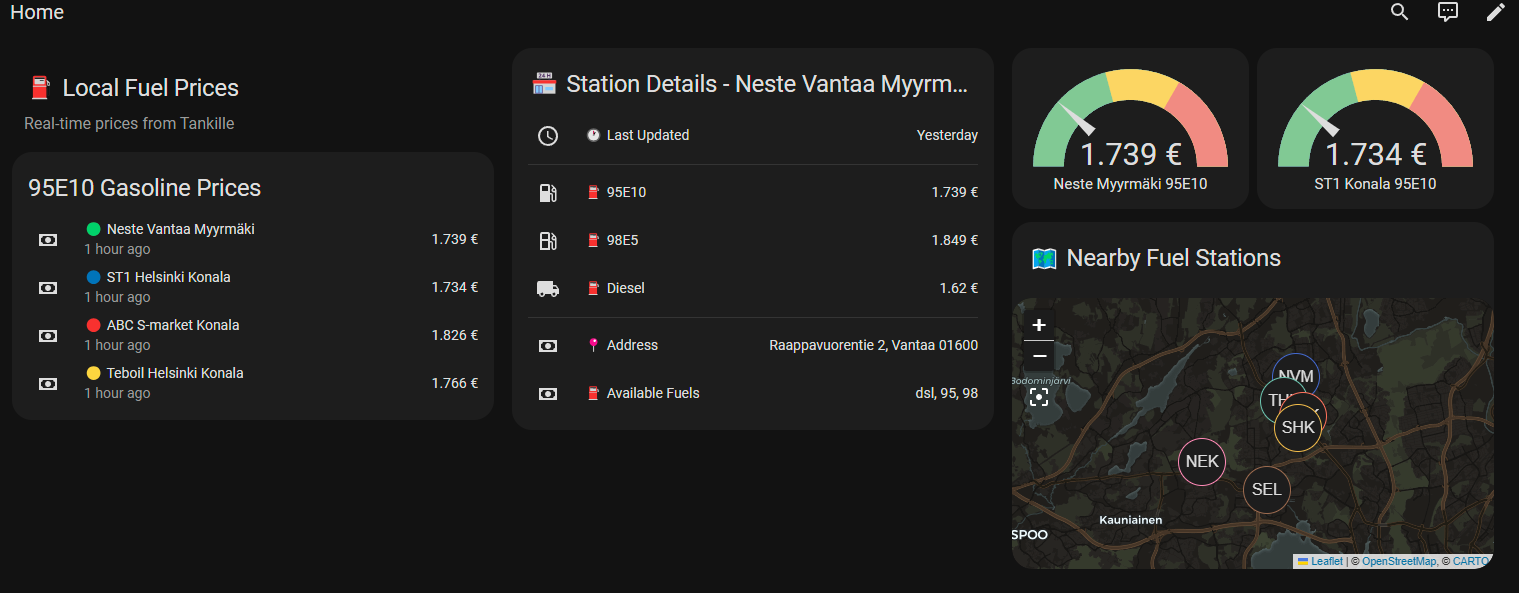 Home
Local Fuel Prices
Real-time prices from Tankille
95E10 Gasoline Prices
Neste Vantaa Myyrmäki
1 hour ago
1.739 €
ST1 Helsinki Konala
1 hour ago
1.734 €
ABC S-market Konala
1 hour ago
1.826 €
Teboil Helsinki Konala
1 hour ago
1.766 €
24 H
Station Details - Neste Vantaa Myyrm...
Last Updated Yesterday
95E10 1.739 €
98E5 1.849 €
Diesel 1.62 €
Address Raappavuorentie 2, Vantaa 01600
Available Fuels dsl, 95, 98
1.739 €
Neste Myyrmäki 95E10
1.734 €
ST1 Konala 95E10
Nearby Fuel Stations
+
−
Bodominjärvi
NVM
SHK
NEK
SEL
Kauniainen
SPOO
Leaflet | © OpenStreetMap, © CARTO